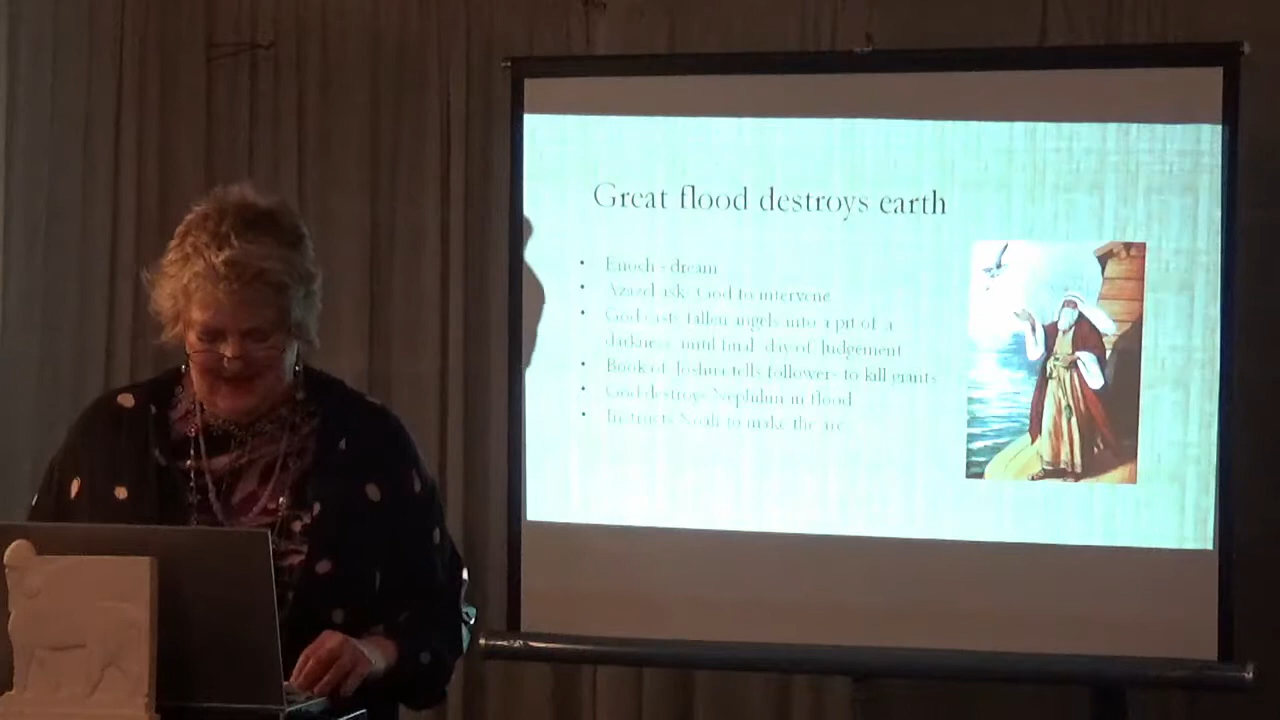 Great flood destroys earth
Enoch - dream
Azazel ask God to intervene
God casts fallen angels into a pit of a
darkness until final day of Judgement
Book of Joshua tells followers to kill giants
God destroys Nephilim in flood
Instructs Noah to make the arc